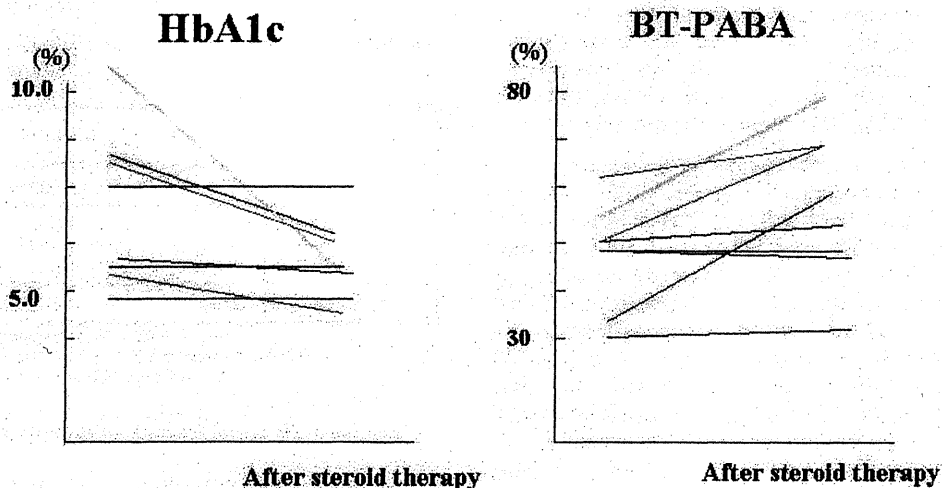 HbA1c
(%)
10.0
5.0
After steroid therapy
BT-PABA
(%)
80
30
After steroid therapy